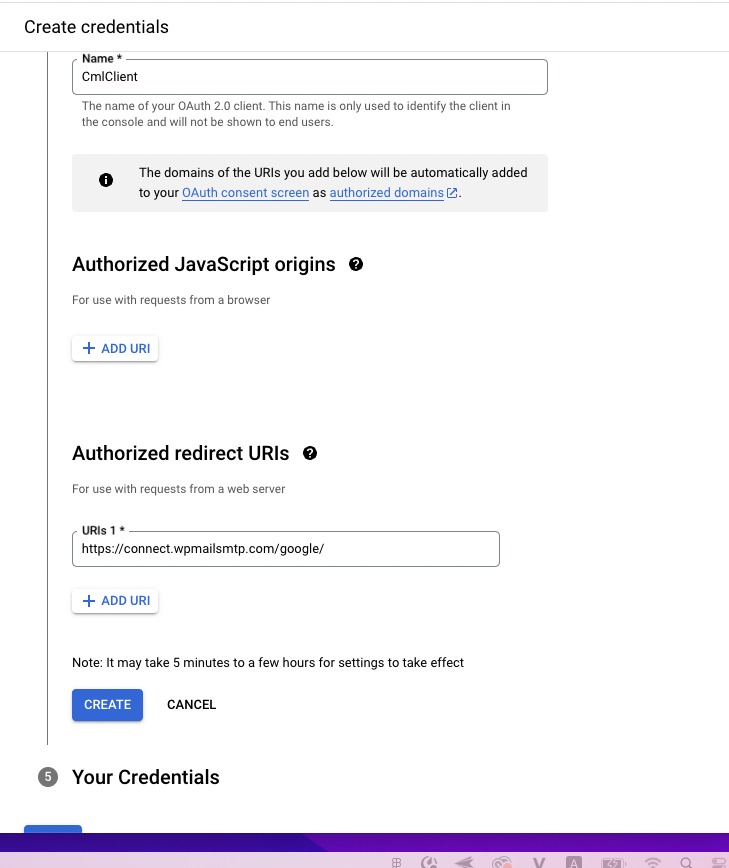 Create credentials
Name *
CmlClient
The name of your OAuth 2.0 client. This name is only used to identify the client in
the console and will not be shown to end users.
The domains of the URIs you add below will be automatically added
to your OAuth consent screen as authorized domains.
Authorized JavaScript origins
For use with requests from a browser
+ ADD URI
Authorized redirect URIs
For use with requests from a web server
URIs 1 *
https://connect.wpmailsmtp.com/google/
+ ADD URI
Note: It may take 5 minutes to a few hours for settings to take effect
CREATE CANCEL
5 Your Credentials
A